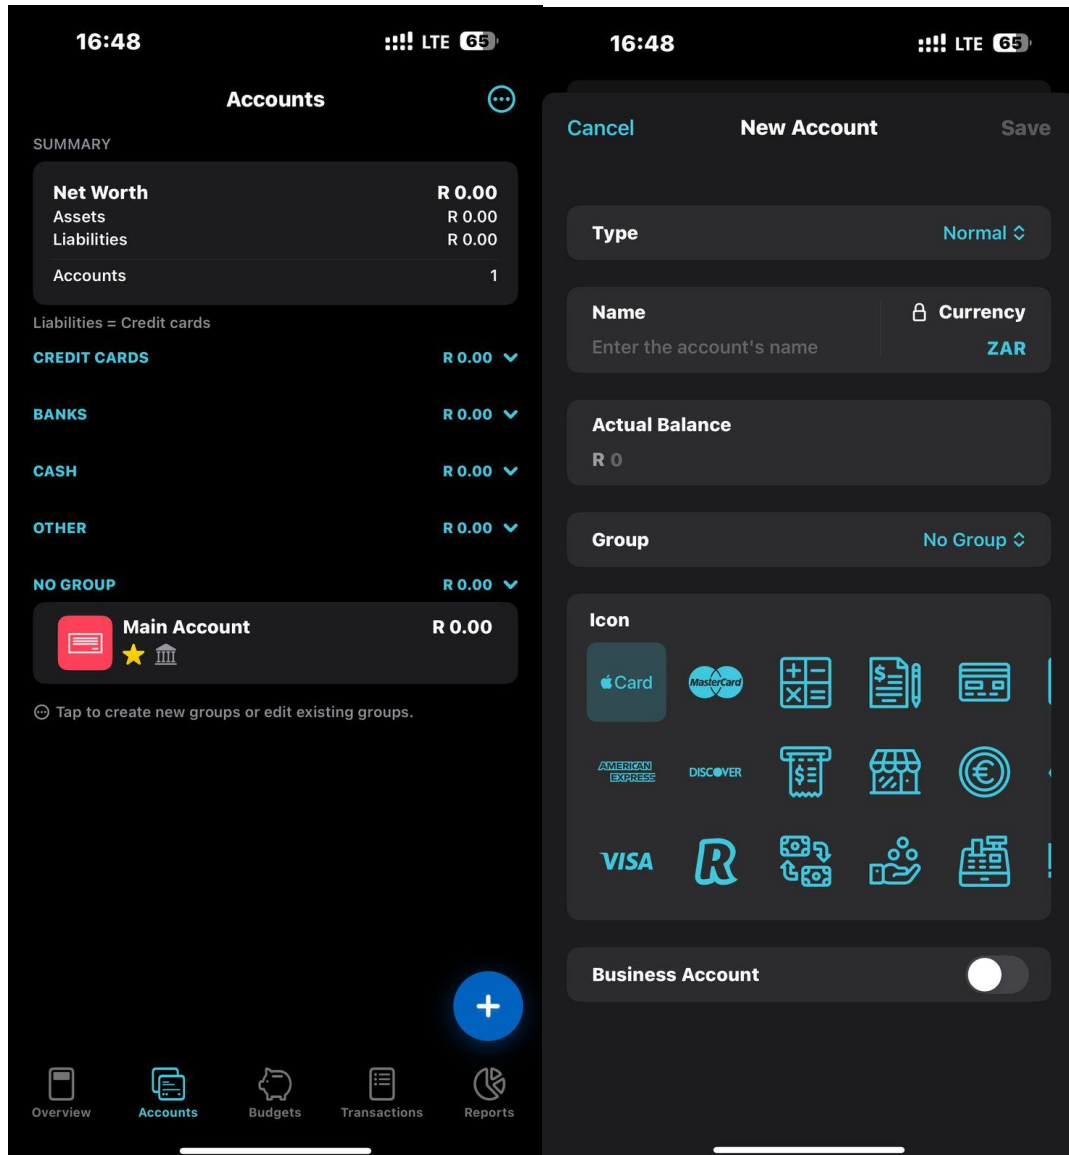 16:48
LTE 65
Accounts
SUMMARY
Net Worth R 0.00
Assets R 0.00
Liabilities R 0.00
Accounts 1
Liabilities = Credit cards
CREDIT CARDS R 0.00
BANKS R 0.00
CASH R 0.00
OTHER R 0.00
NO GROUP R 0.00
Main Account R 0.00
Tap to create new groups or edit existing groups.
+
Overview
Accounts
Budgets
Transactions
Reports
16:48
LTE 65
Cancel New Account Save
Type Normal
Name Currency
Enter the account's name ZAR
Actual Balance
R 0
Group No Group
Icon
Card
MasterCard
AMERICAN
EXPRESS
DISCOVER
VISA
R
Business Account